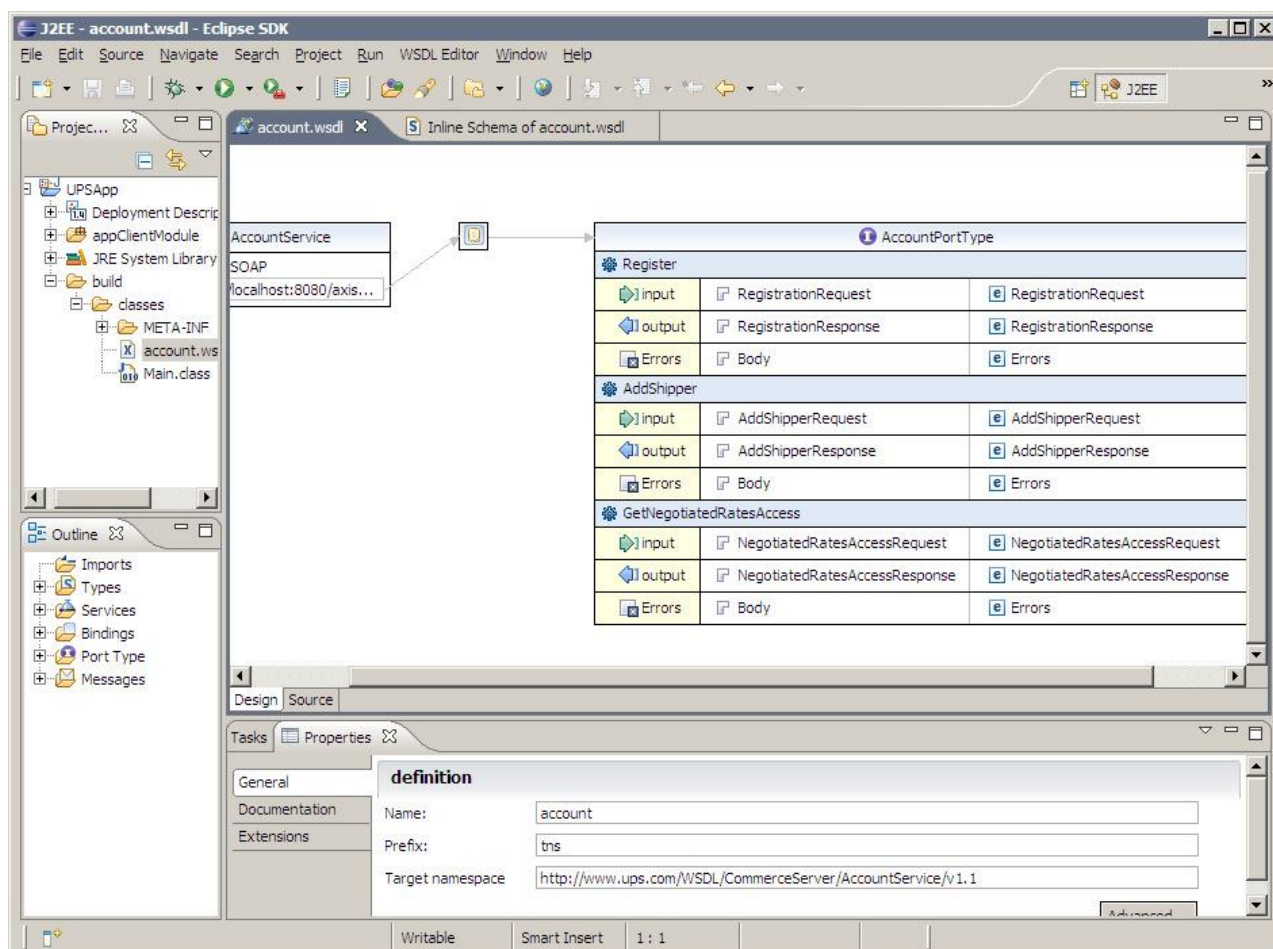 J2EE - account.wsdl - Eclipse SDK
File Edit Source Navigate Search Project Run WSDL Editor Window Help
J2EE
Projec...
account.wsdl
Inline Schema of account.wsdl
UPSApp
Deployment Descrip
appClientModule
JRE System Library
build
classes
META-INF
account.ws
Main.class
AccountService
SOAP
localhost:8080/axis...
AccountPortType
Register
input RegistrationRequest RegistrationRequest
output RegistrationResponse RegistrationResponse
Errors Body Errors
AddShipper
input AddShipperRequest AddShipperRequest
output AddShipperResponse AddShipperResponse
Errors Body Errors
GetNegotiatedRatesAccess
input NegotiatedRatesAccessRequest NegotiatedRatesAccessRequest
output NegotiatedRatesAccessResponse NegotiatedRatesAccessResponse
Errors Body Errors
Design Source
Outline
Imports
Types
Services
Bindings
Port Type
Messages
Tasks Properties
General
Documentation
Extensions
definition
Name: account
Prefix: tns
Target namespace http://www.ups.com/WSDL/CommerceServer/AccountService/v1.1
Advanced
Writable Smart Insert 1 : 1